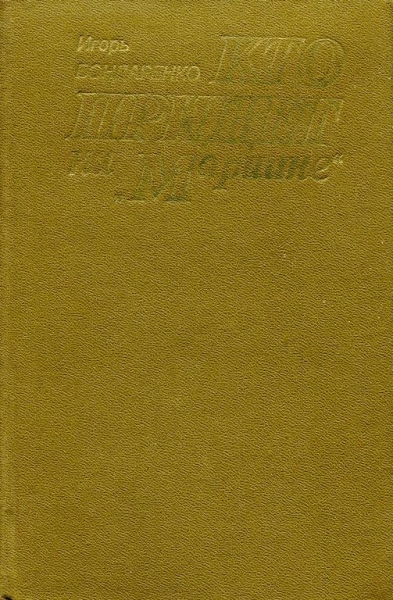 Игорь
БОНДАРЕНКО
КТО
ПРИДЕТ
на
„Мариине“